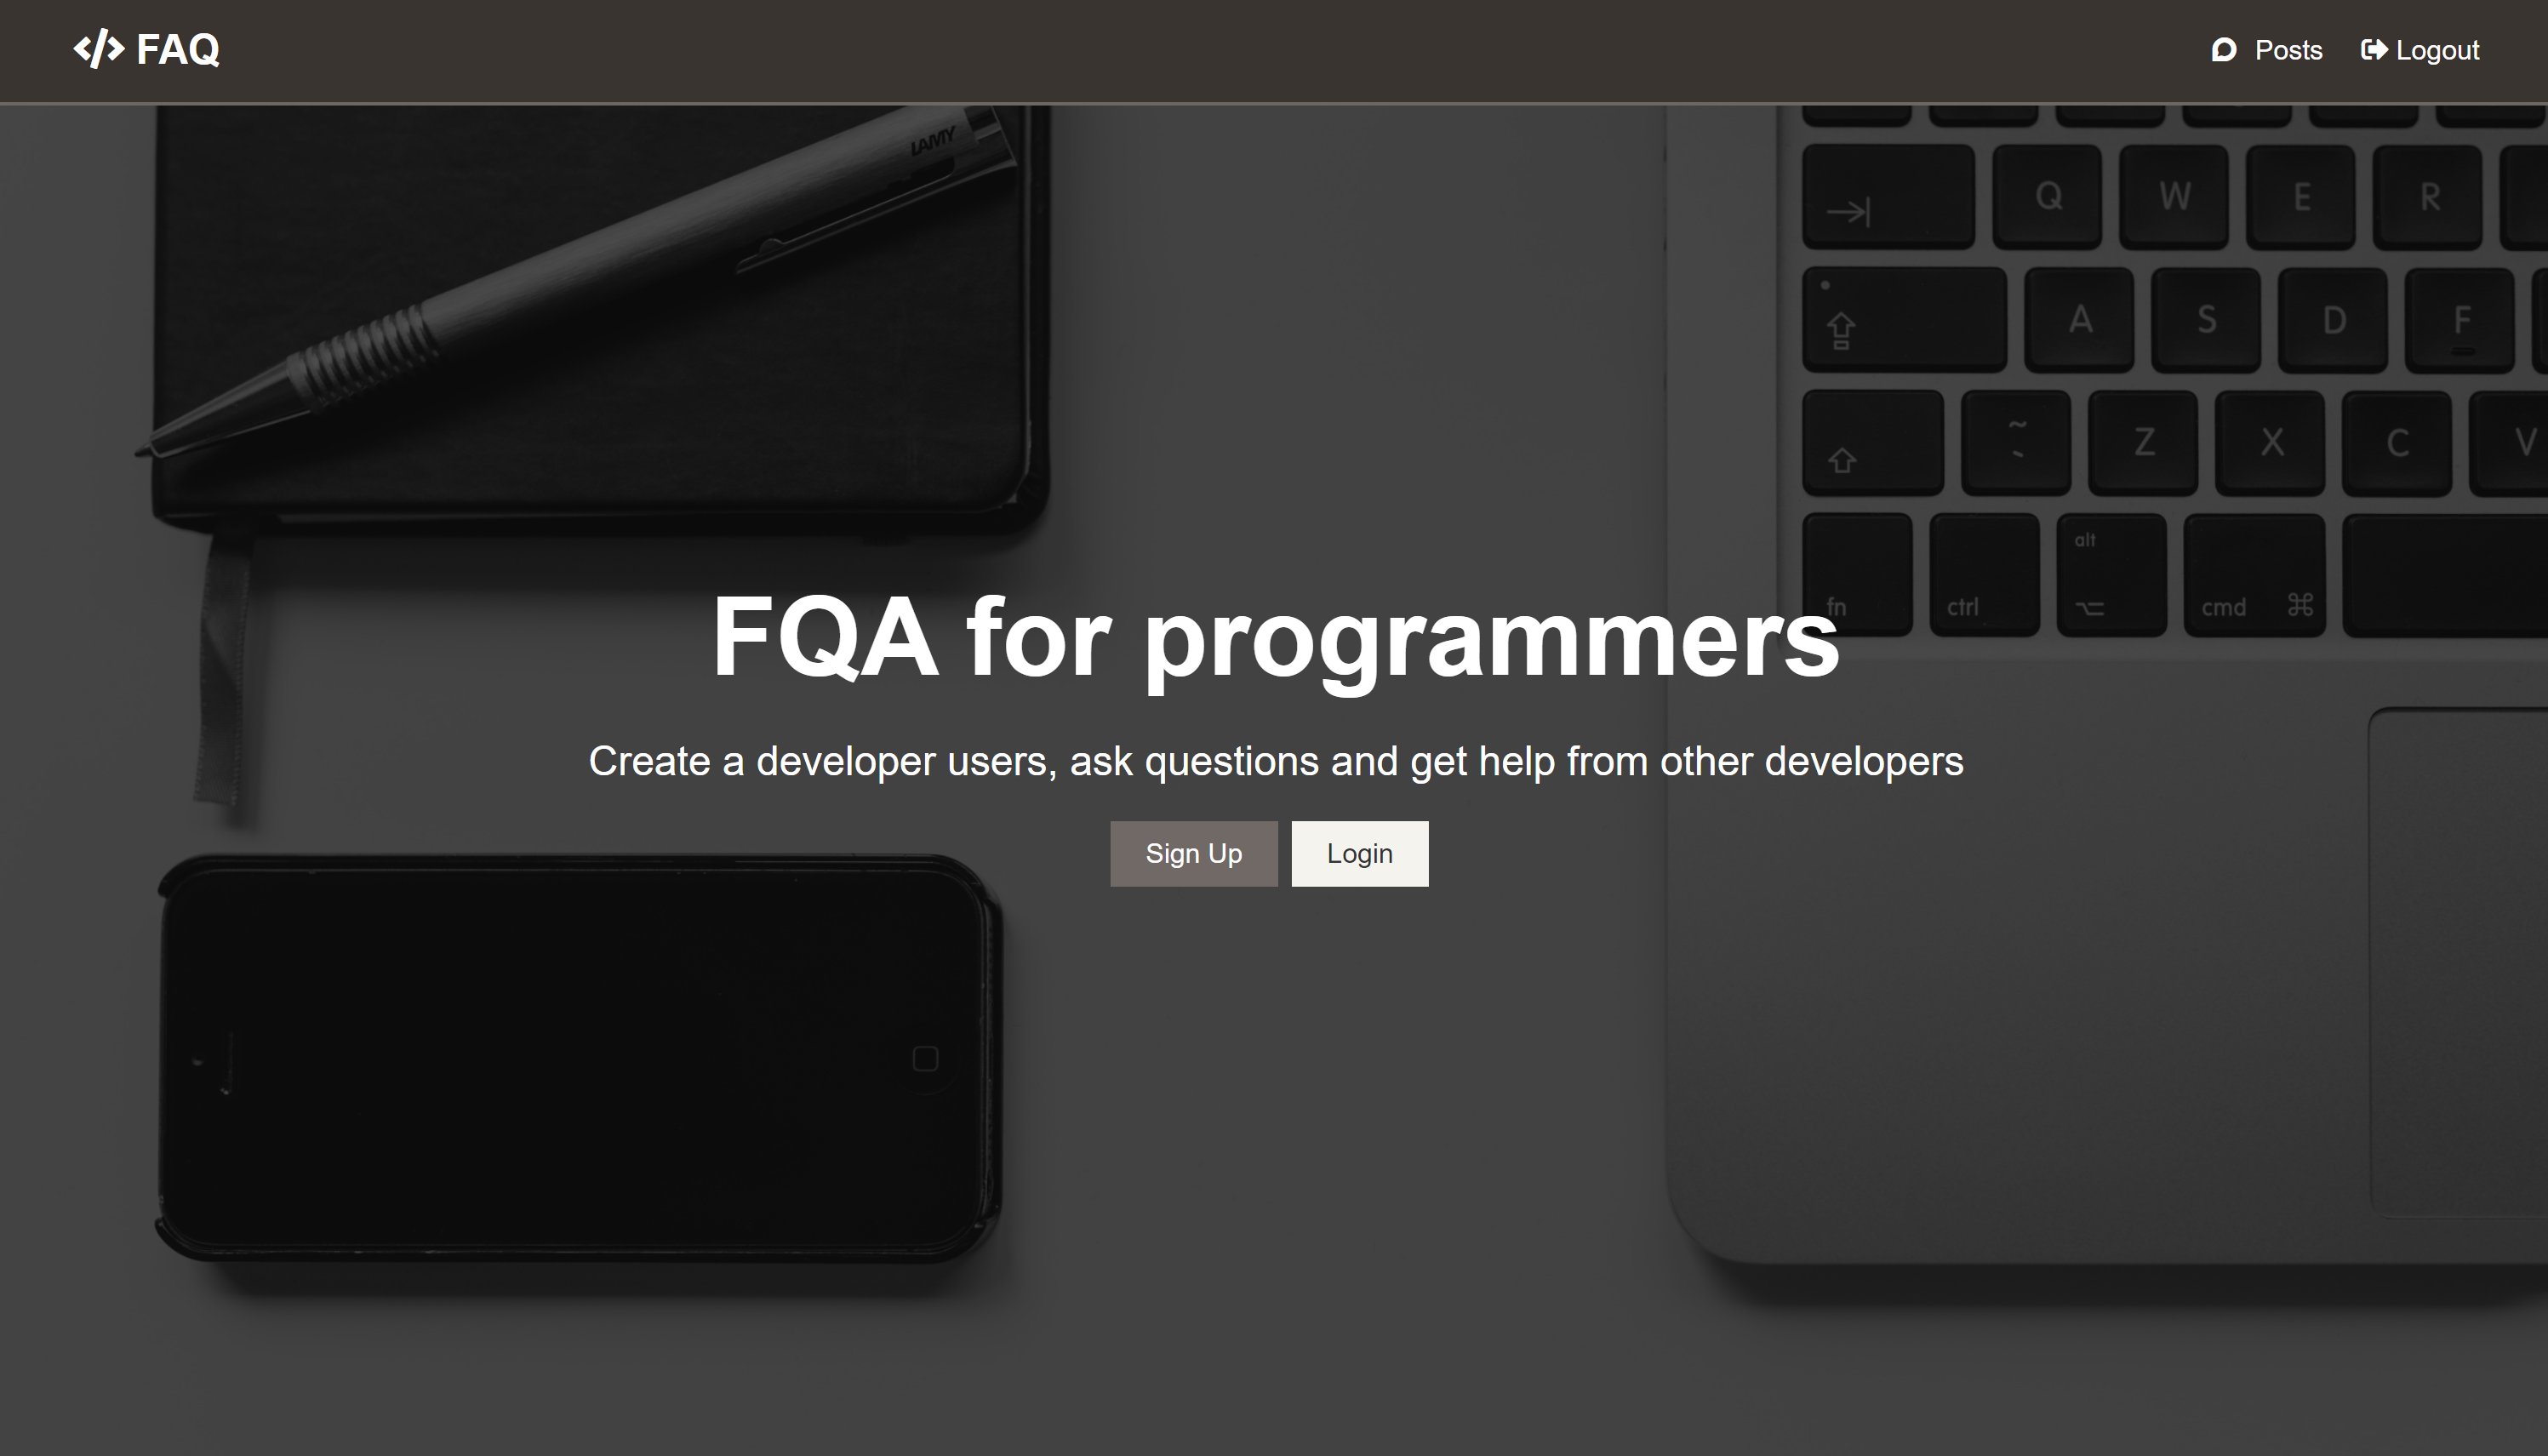 FAQ
Posts
Logout
LAMY
Q W E R
A S D F
~
` Z X C V
alt
fn ctrl cmd ⌘
FQA for programmers
Create a developer users, ask questions and get help from other developers
Sign Up
Login